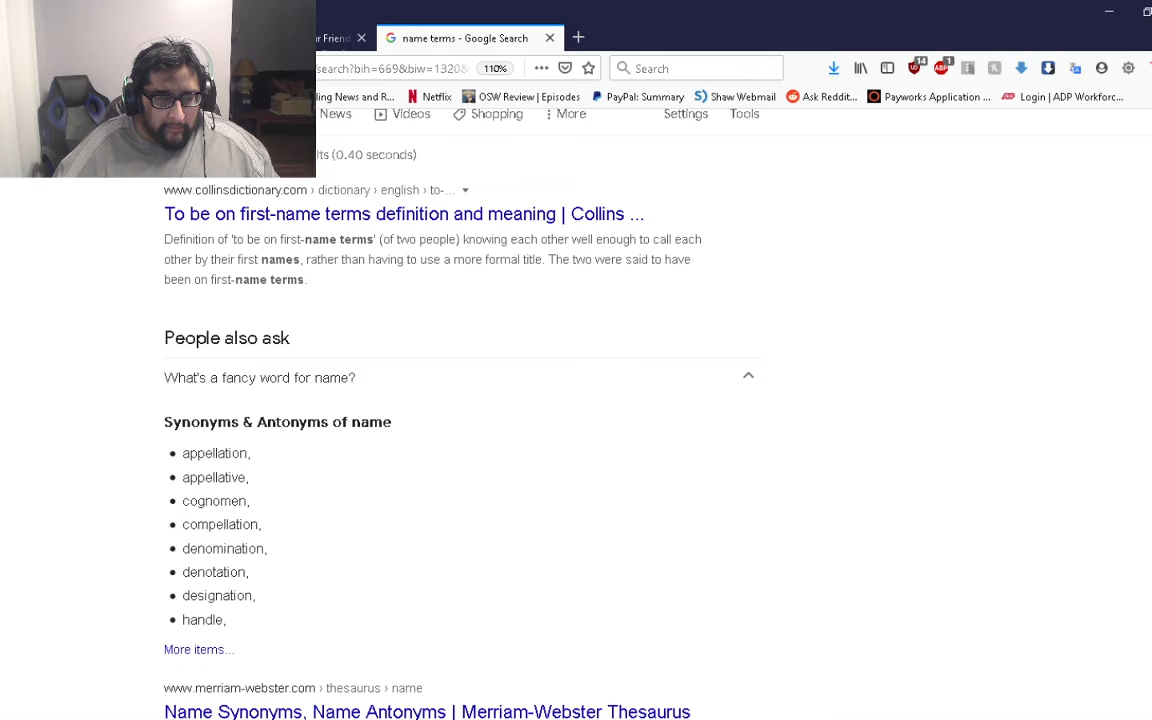 ur Friend
name terms - Google Search
/search?bih=669&biw=1320&
110%
Search
14
1
ling News and R...
Netflix
OSW Review | Episodes
PayPal: Summary
Shaw Webmail
Ask Reddit...
Payworks Application ...
Login | ADP Workforc...
News
Videos
Shopping
More
Settings
Tools
lts (0.40 seconds)
www.collinsdictionary.com › dictionary › english › to-...
To be on first-name terms definition and meaning | Collins ...
Definition of 'to be on first-name terms' (of two people) knowing each other well enough to call each
other by their first names, rather than having to use a more formal title. The two were said to have
been on first-name terms.
People also ask
What's a fancy word for name?
Synonyms & Antonyms of name
• appellation,
• appellative,
• cognomen,
• compellation,
• denomination,
• denotation,
• designation,
• handle,
More items...
www.merriam-webster.com › thesaurus › name
Name Synonyms, Name Antonyms | Merriam-Webster Thesaurus